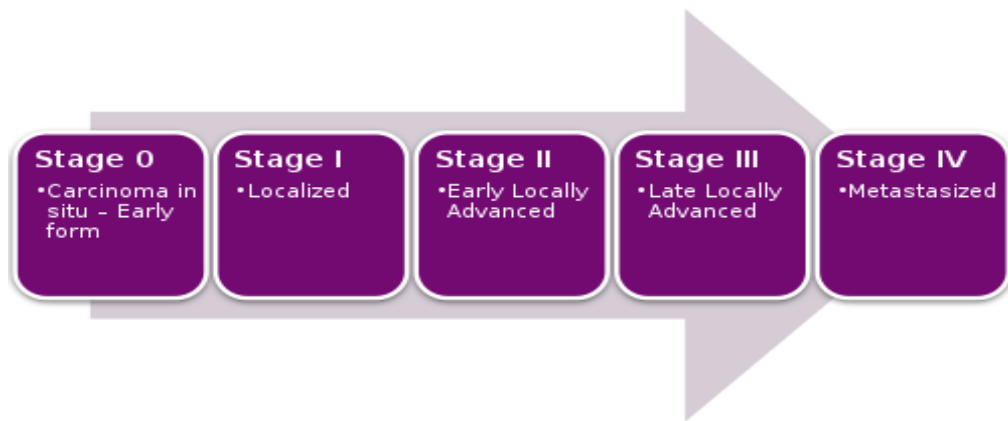 Stage 0
•Carcinoma in
situ – Early
form
Stage I
•Localized
Stage II
•Early Locally
Advanced
Stage III
•Late Locally
Advanced
Stage IV
•Metastasized